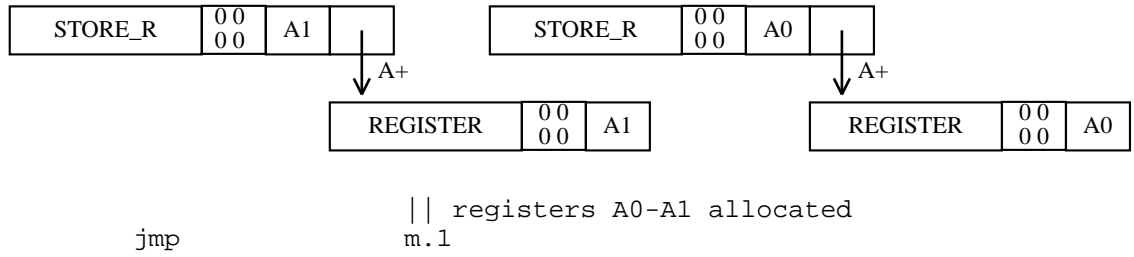 STORE_R 0 0 0 0 A1 STORE_R 0 0 0 0 A0
A+ A+
REGISTER 0 0 0 0 A1 REGISTER 0 0 0 0 A0
|| registers A0-A1 allocated
jmp m.1